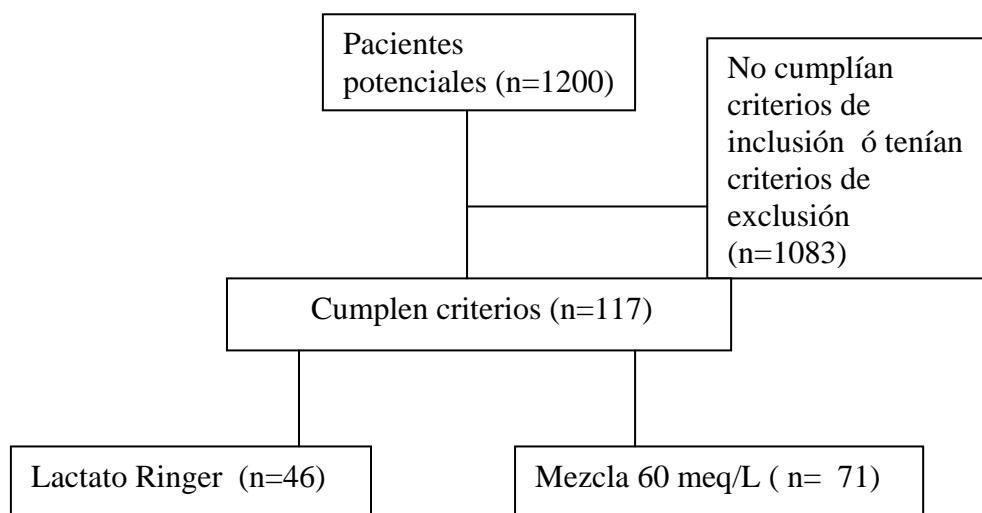 Pacientes
potenciales (n=1200)
No cumplían
criterios de
inclusión ó tenían
criterios de
exclusión
(n=1083)
Cumplen criterios (n=117)
Lactato Ringer (n=46)
Mezcla 60 meq/L ( n= 71)